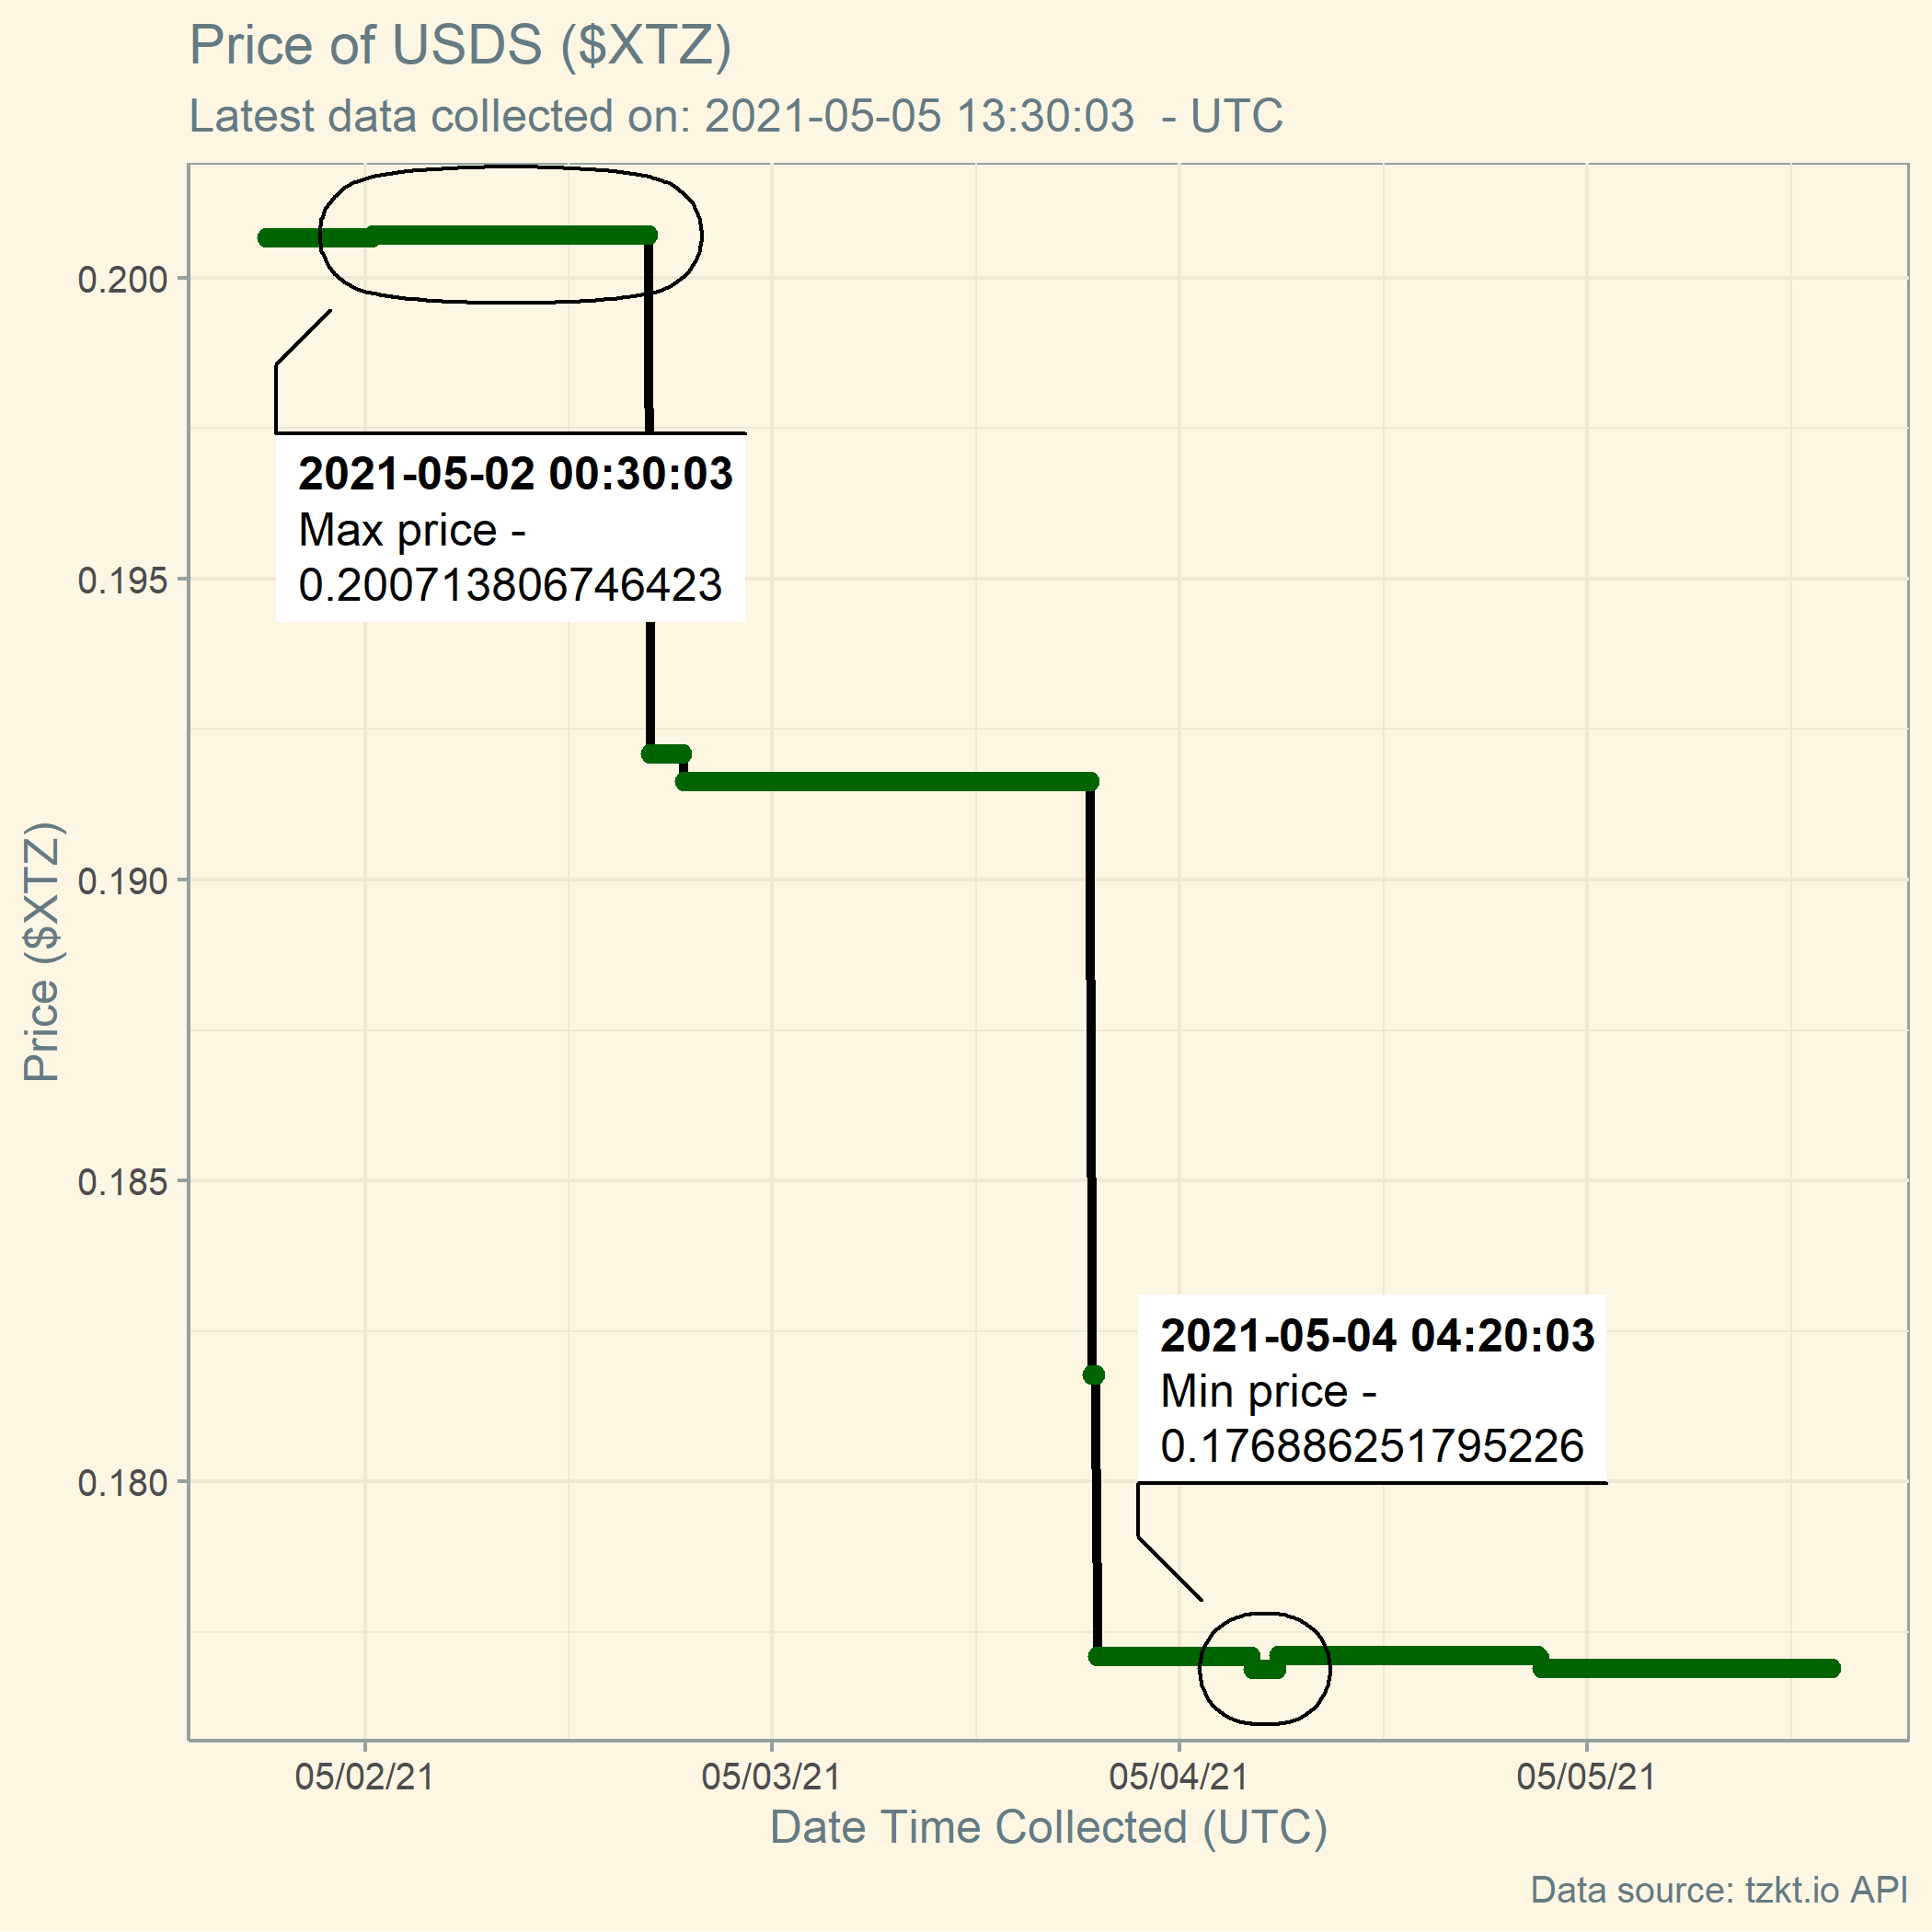 Price of USDS ($XTZ)
Latest data collected on: 2021-05-05 13:30:03  - UTC
0.200
0.195
0.190
0.185
0.180
Price ($XTZ)
2021-05-02 00:30:03
Max price -
0.200713806746423
2021-05-04 04:20:03
Min price -
0.176886251795226
05/02/21
05/03/21
05/04/21
05/05/21
Date Time Collected (UTC)
Data source: tzkt.io API